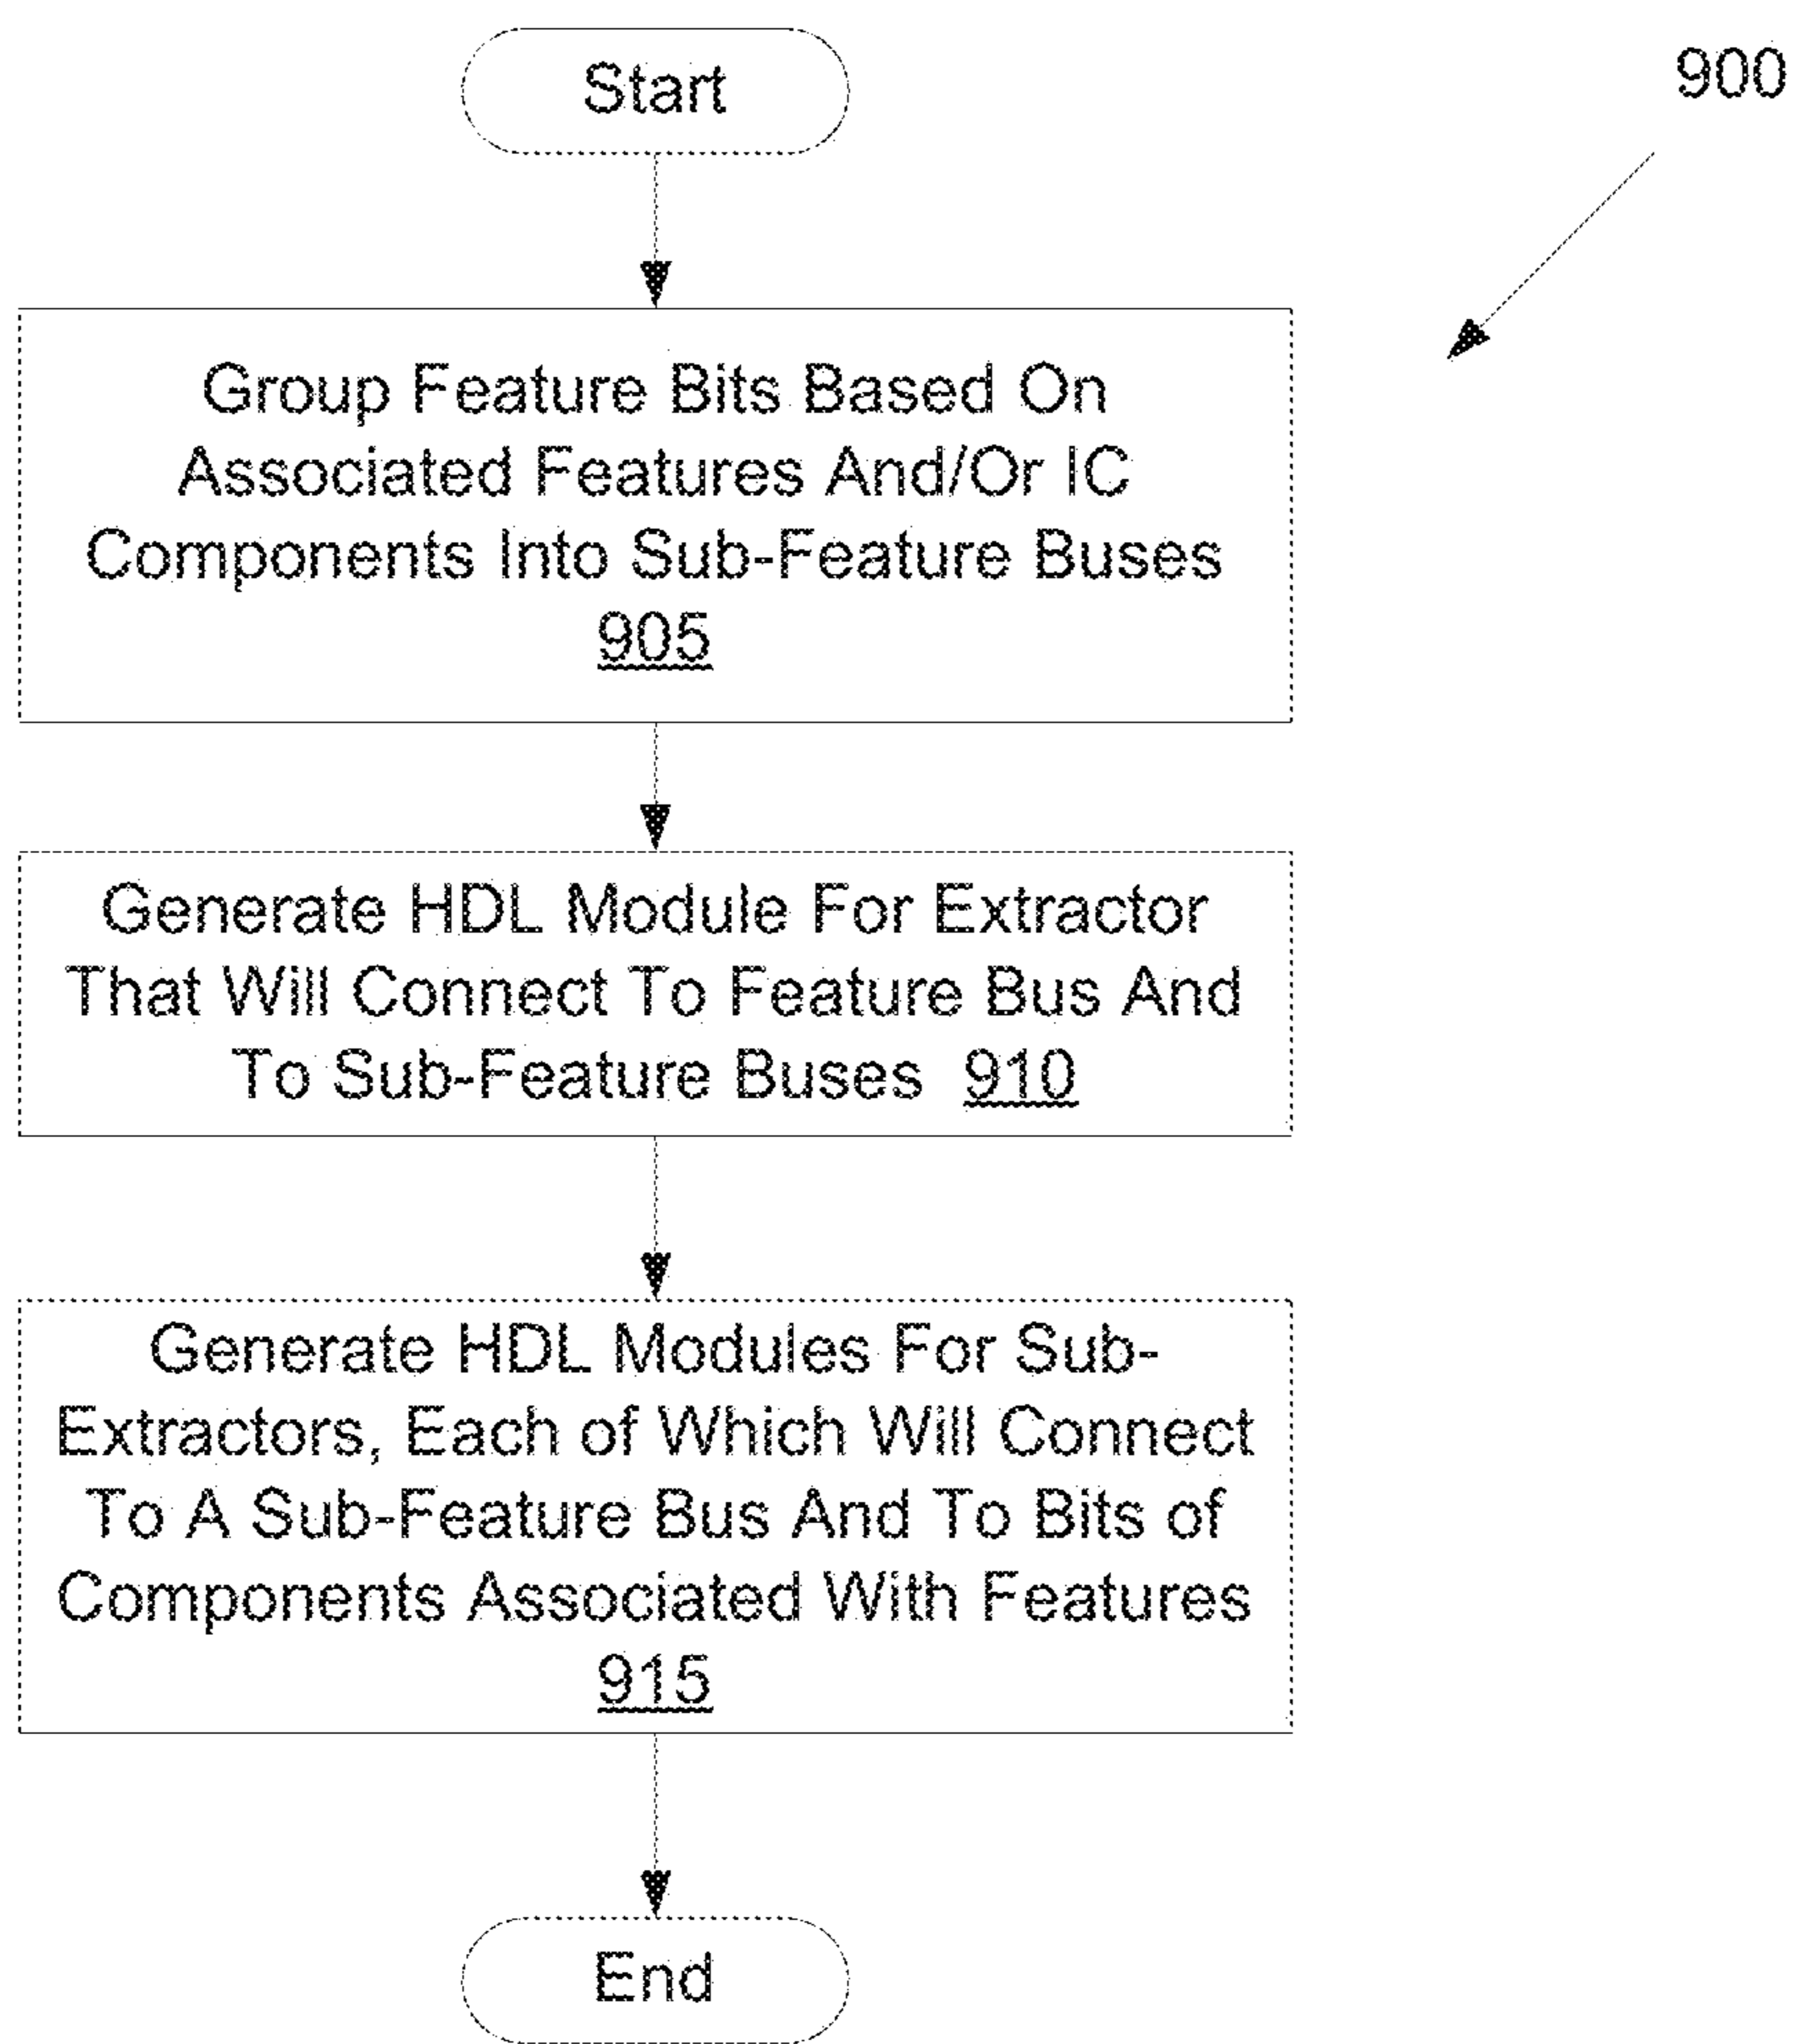 Start
900
Group Feature Bits Based On
Associated Features And/Or IC
Components Into Sub-Feature Buses
905
Generate HDL Module For Extractor
That Will Connect To Feature Bus And
To Sub-Feature Buses 910
Generate HDL Modules For Sub-
Extractors, Each of Which Will Connect
To A Sub-Feature Bus And To Bits of
Components Associated With Features
915
End